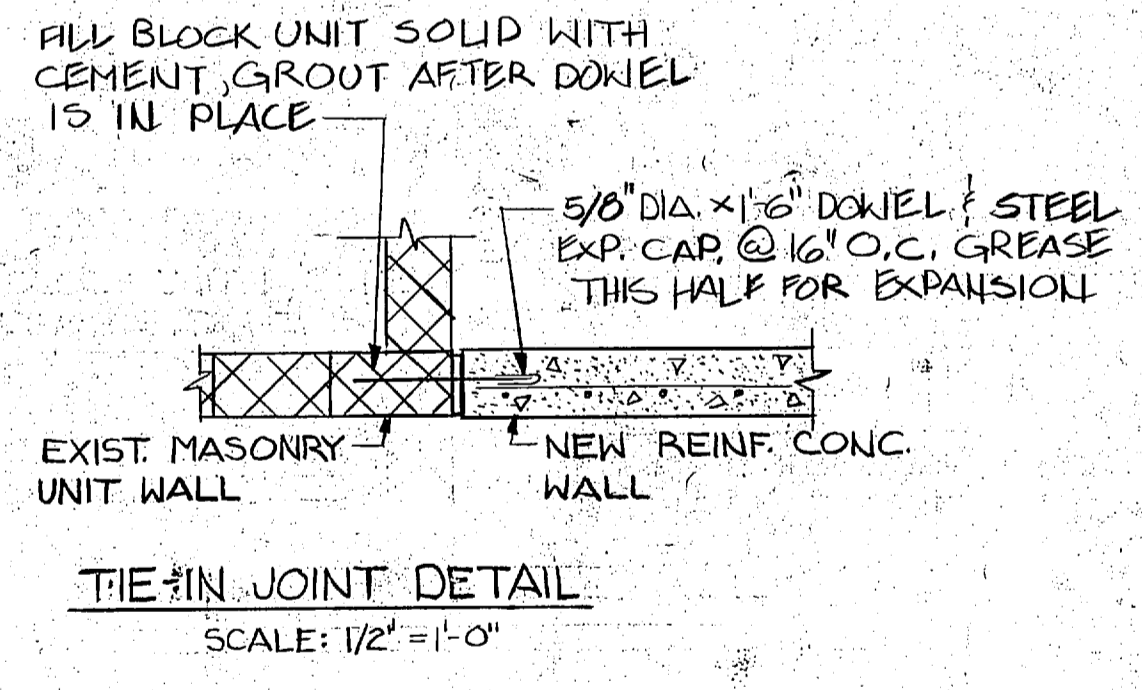 FILL BLOCK UNIT SOLID WITH
CEMENT, GROUT AFTER DOWEL
IS IN PLACE
5/8" DIA. x 1'-6" DOWEL & STEEL
EXP. CAP. @ 16" O.C. GREASE
THIS HALF FOR EXPANSION
EXIST. MASONRY
UNIT WALL
NEW REINF. CONC.
WALL
TIE-IN JOINT DETAIL
SCALE: 1/2" = 1'-0"